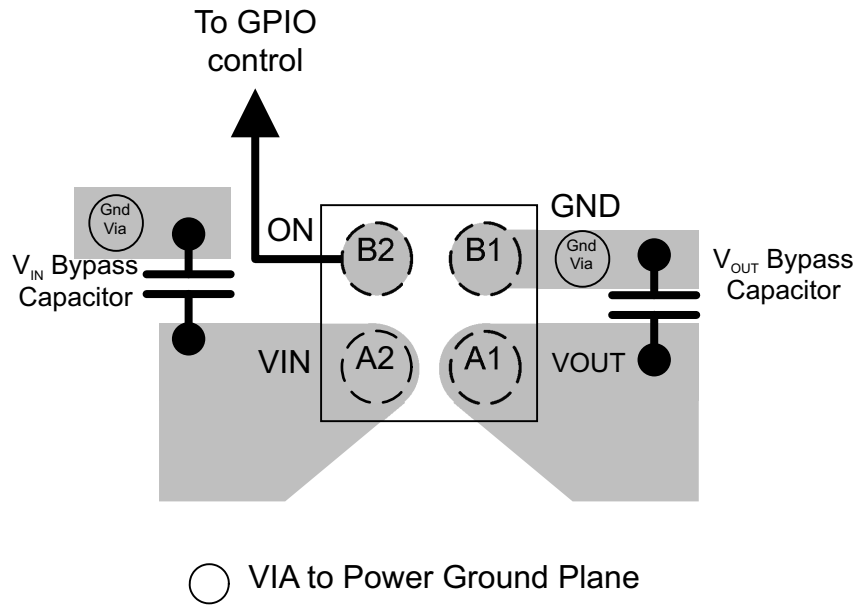 To GPIO
control
Gnd
Via
ON
B2
B1
GND
Gnd
Via
VIN Bypass
Capacitor
VOUT Bypass
Capacitor
VIN
A2
A1
VOUT
VIA to Power Ground Plane